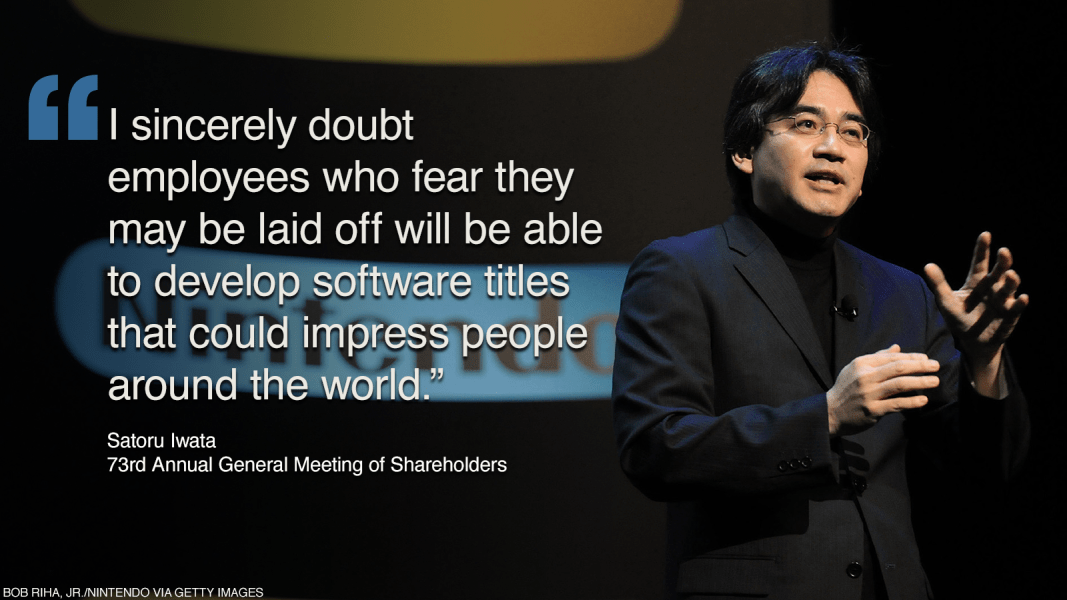 “I sincerely doubt
employees who fear they
may be laid off will be able
to develop software titles
that could impress people
around the world.”
Nintendo
Satoru Iwata
73rd Annual General Meeting of Shareholders
BOB RIHA, JR./NINTENDO VIA GETTY IMAGES